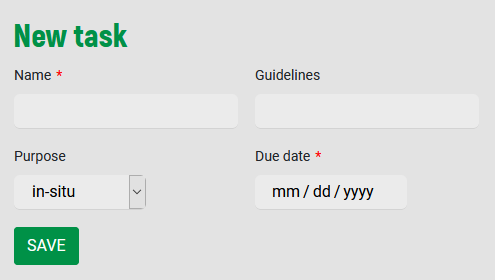 New task
Name *
Guidelines
Purpose
Due date *
in-situ
mm / dd / yyyy
SAVE